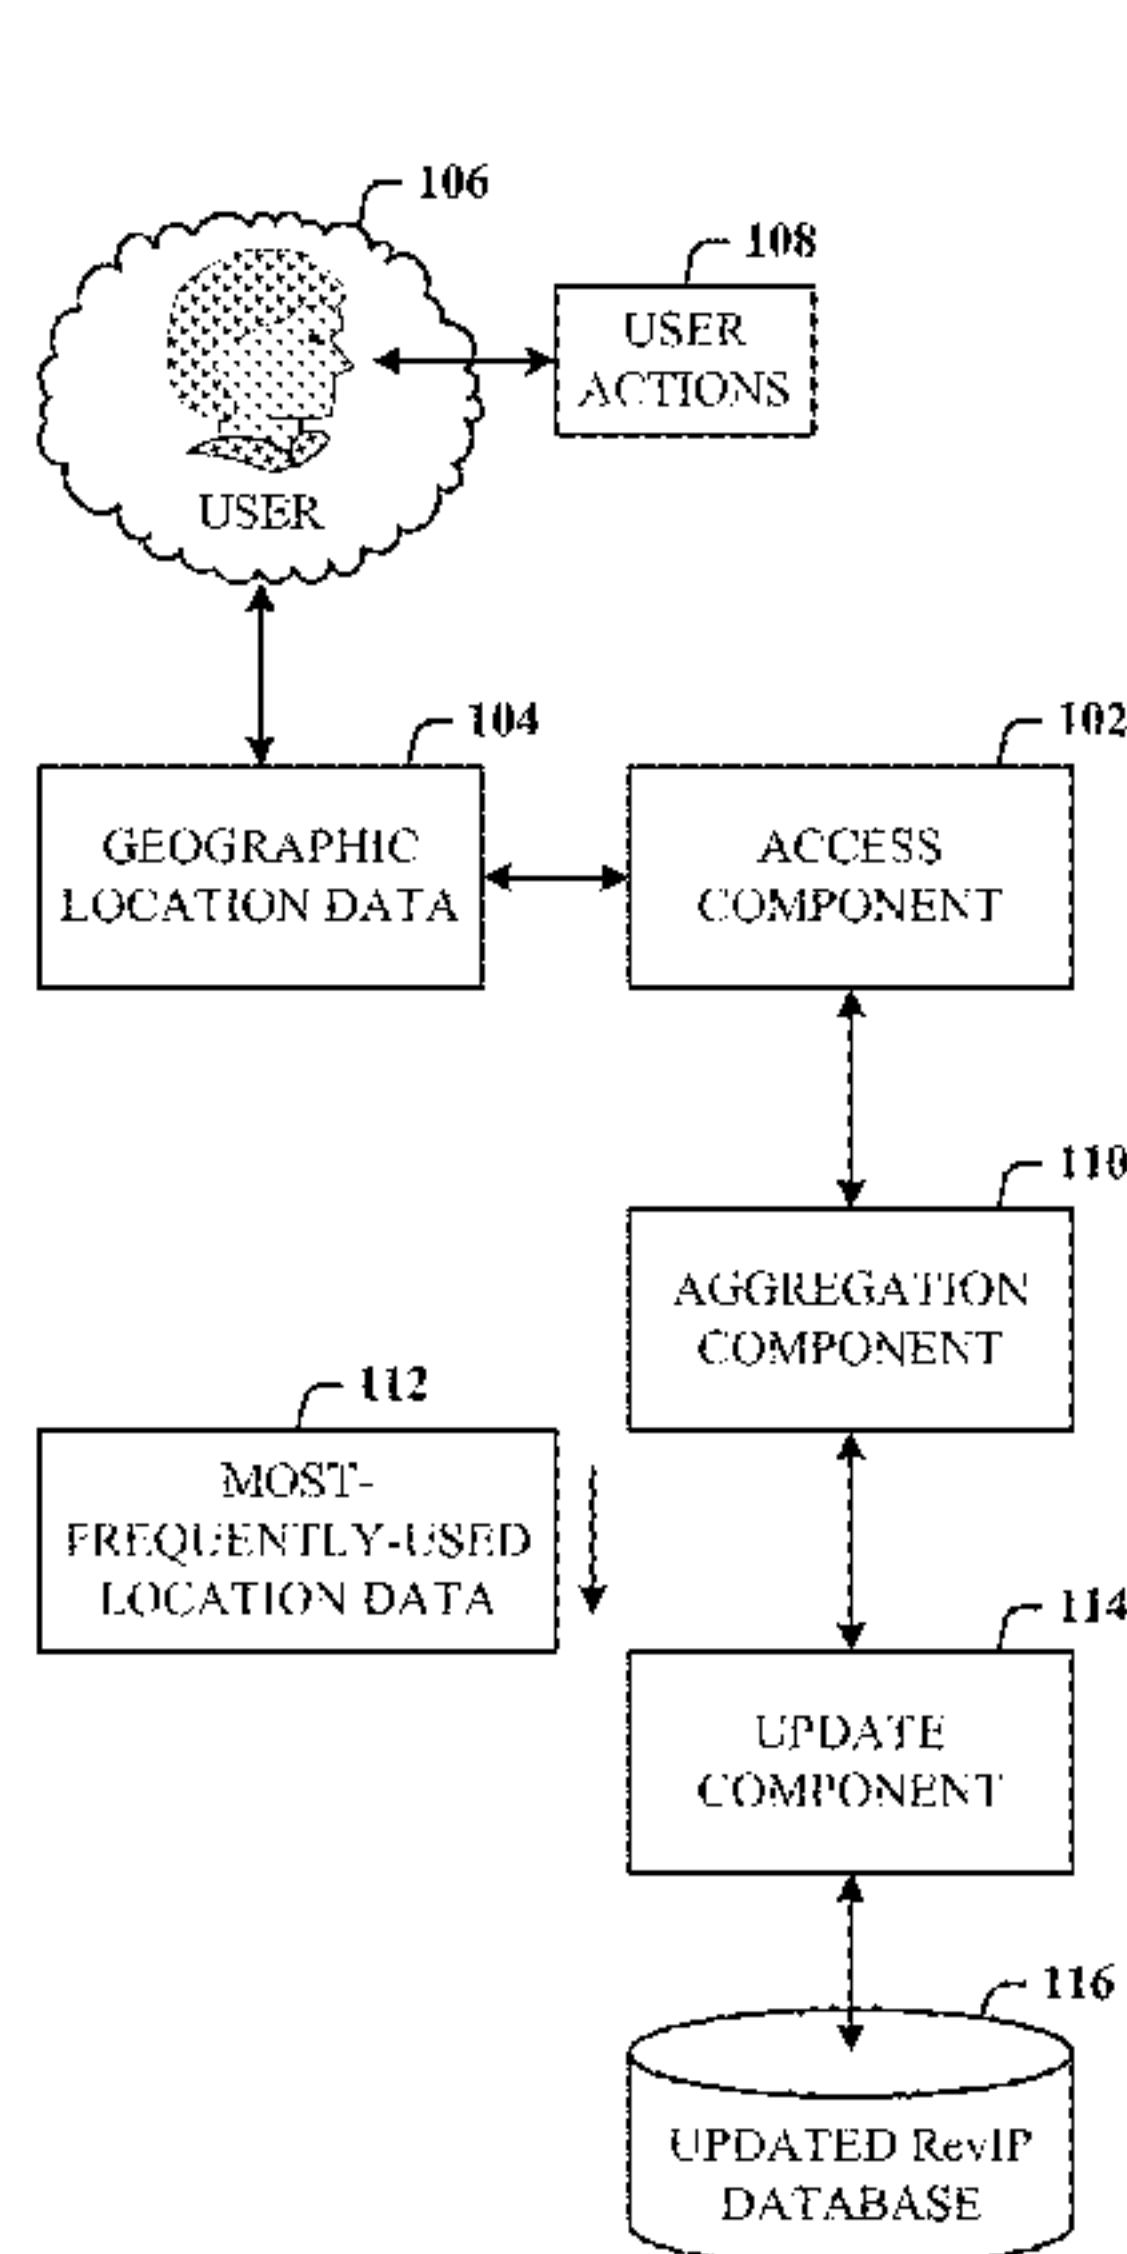 106
108
USER
ACTIONS
USER
104
102
GEOGRAPHIC
LOCATION DATA
ACCESS
COMPONENT
110
AGGREGATION
COMPONENT
112
MOST-
FREQUENTLY-USED
LOCATION DATA
114
UPDATE
COMPONENT
116
UPDATED RevIP
DATABASE